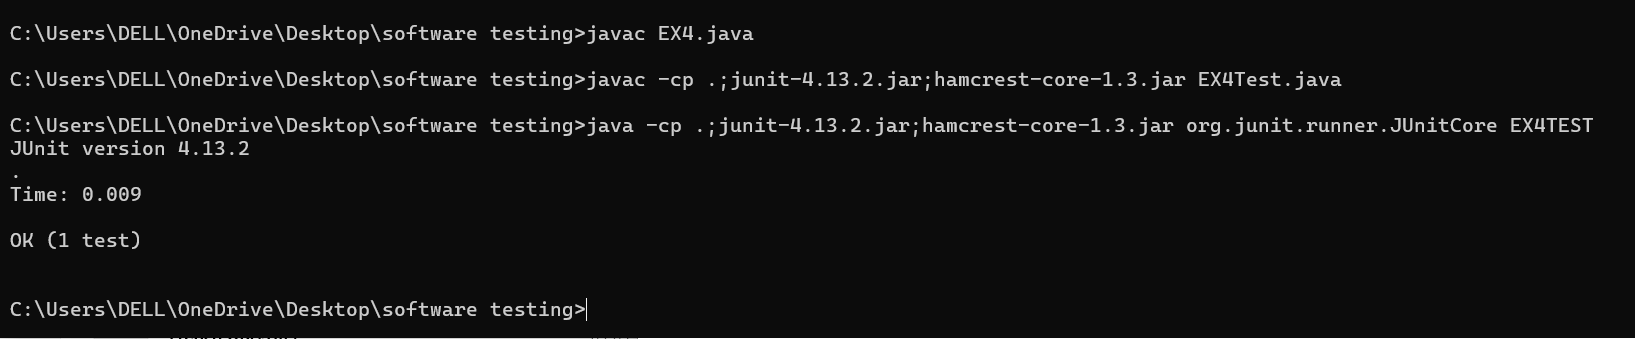 C:\Users\DELL\OneDrive\Desktop\software testing>javac EX4.java
C:\Users\DELL\OneDrive\Desktop\software testing>javac -cp .;junit-4.13.2.jar;hamcrest-core-1.3.jar EX4Test.java
C:\Users\DELL\OneDrive\Desktop\software testing>java -cp .;junit-4.13.2.jar;hamcrest-core-1.3.jar org.junit.runner.JUnitCore EX4TEST
JUnit version 4.13.2
.
Time: 0.009
OK (1 test)
C:\Users\DELL\OneDrive\Desktop\software testing>